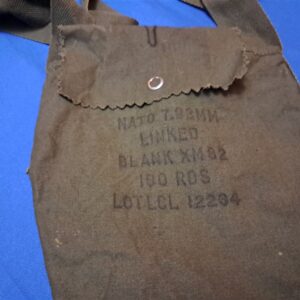 NATO 7.62MM
LINKED
BLANK XM82
100 RDS
LOT LCL 12204